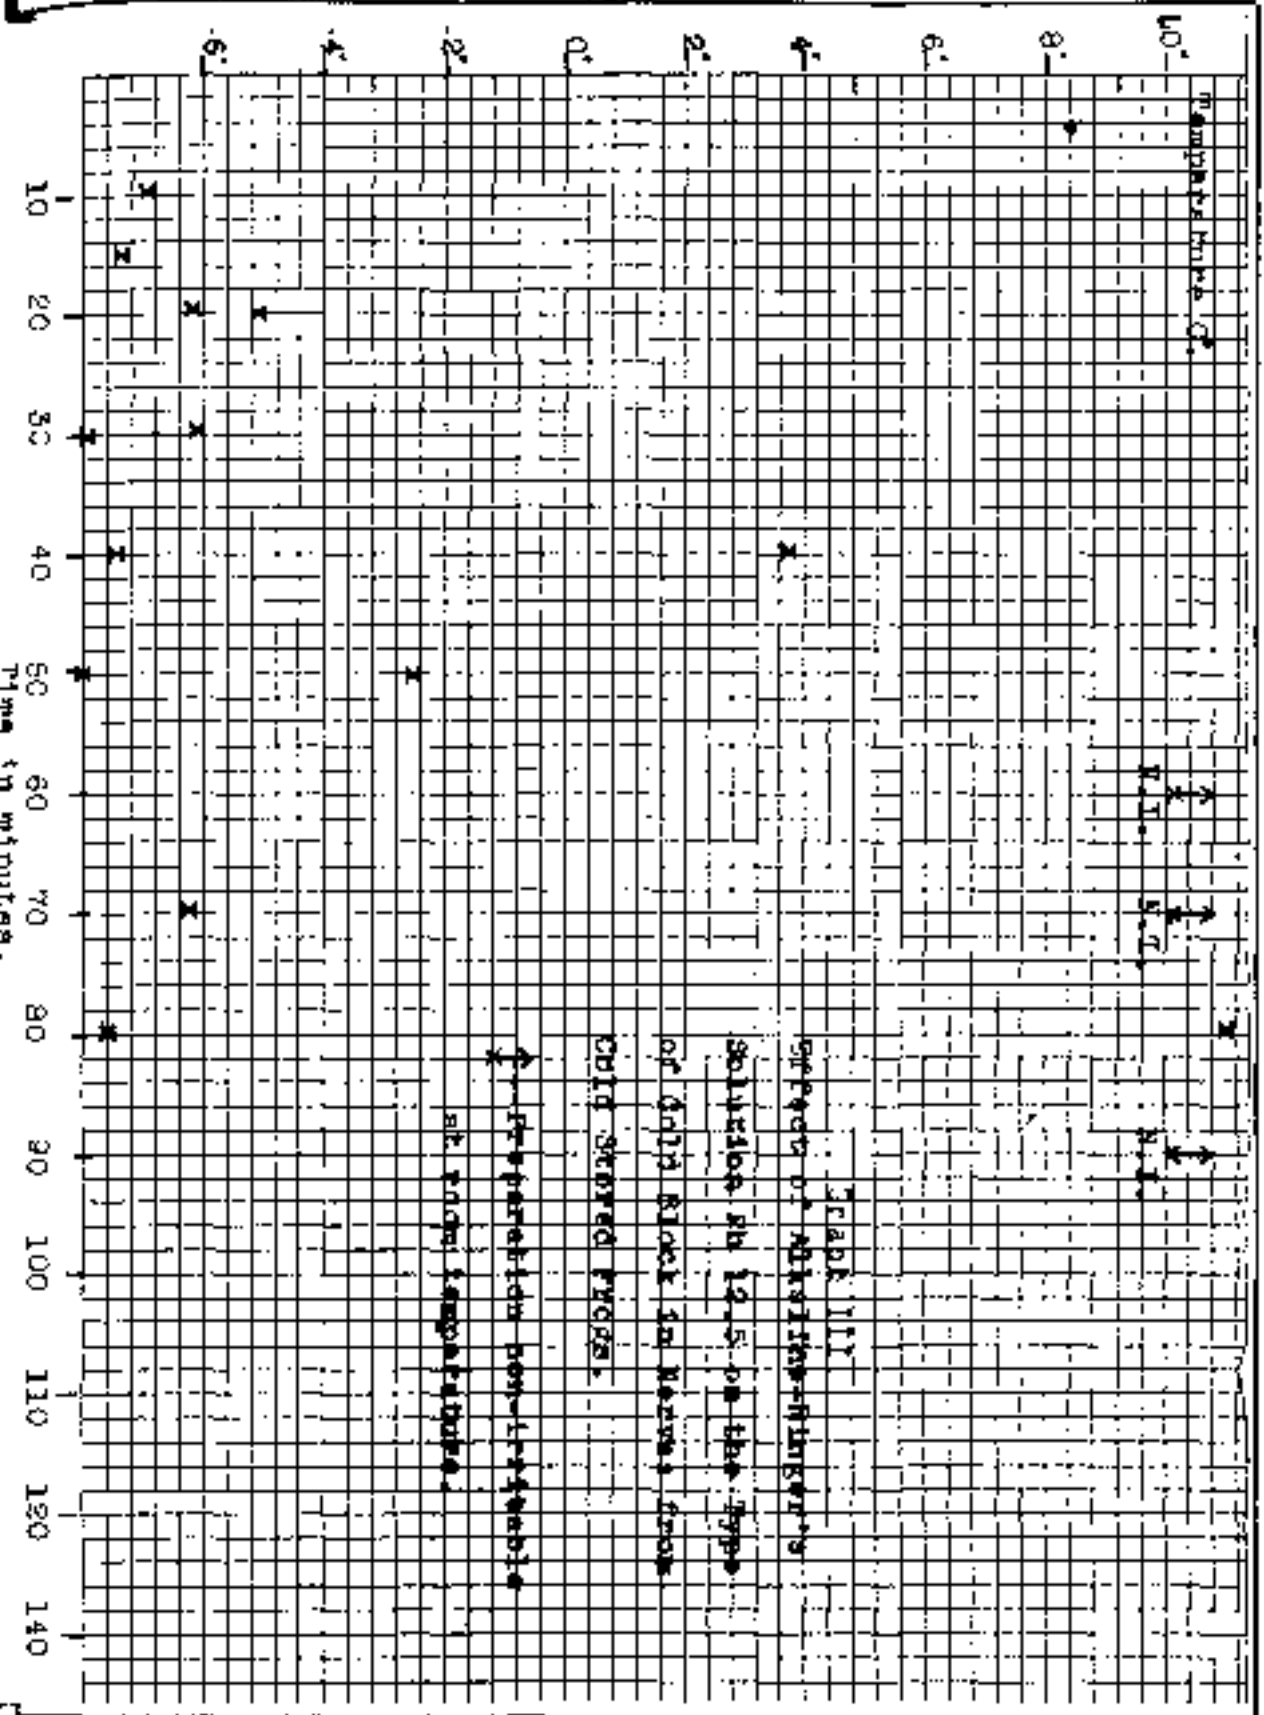 Temperature C.
10°
8°
6°
4°
2°
0°
-2°
-4°
-6°
N.I.
N.I.
N.I.
Graph III
Effect of Alkaline-Ringer's
Solution Ph 12.5 on the Type
of Cold Block in Nerves from
Cold Stored Frogs.
Preparation non-irritable
at room temperature.
10 20 30 40 50 60 70 80 90 100 110 120 140
Time in minutes.